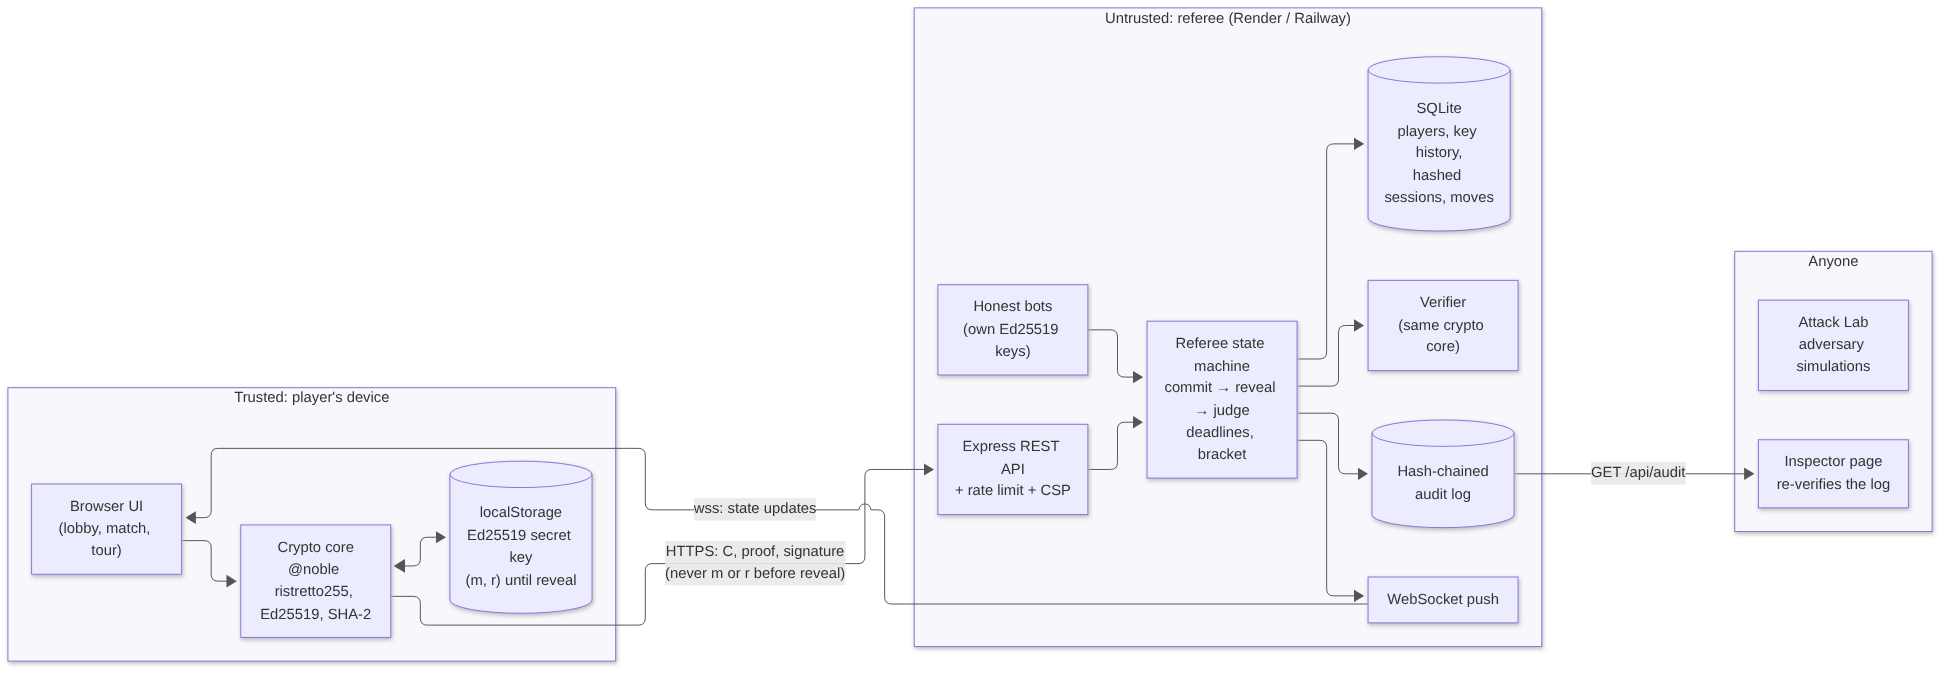 Trusted: player's device
Browser UI
(lobby, match,
tour)
Crypto core
@noble
ristretto255,
Ed25519, SHA-2
localStorage
Ed25519 secret
key
(m, r) until reveal
wss: state updates
HTTPS: C, proof, signature
(never m or r before reveal)
Untrusted: referee (Render / Railway)
Honest bots
(own Ed25519
keys)
Express REST
API
+ rate limit + CSP
Referee state
machine
commit → reveal
→ judge
deadlines,
bracket
SQLite
players, key
history,
hashed
sessions, moves
Verifier
(same crypto
core)
Hash-chained
audit log
WebSocket push
GET /api/audit
Anyone
Attack Lab
adversary
simulations
Inspector page
re-verifies the log